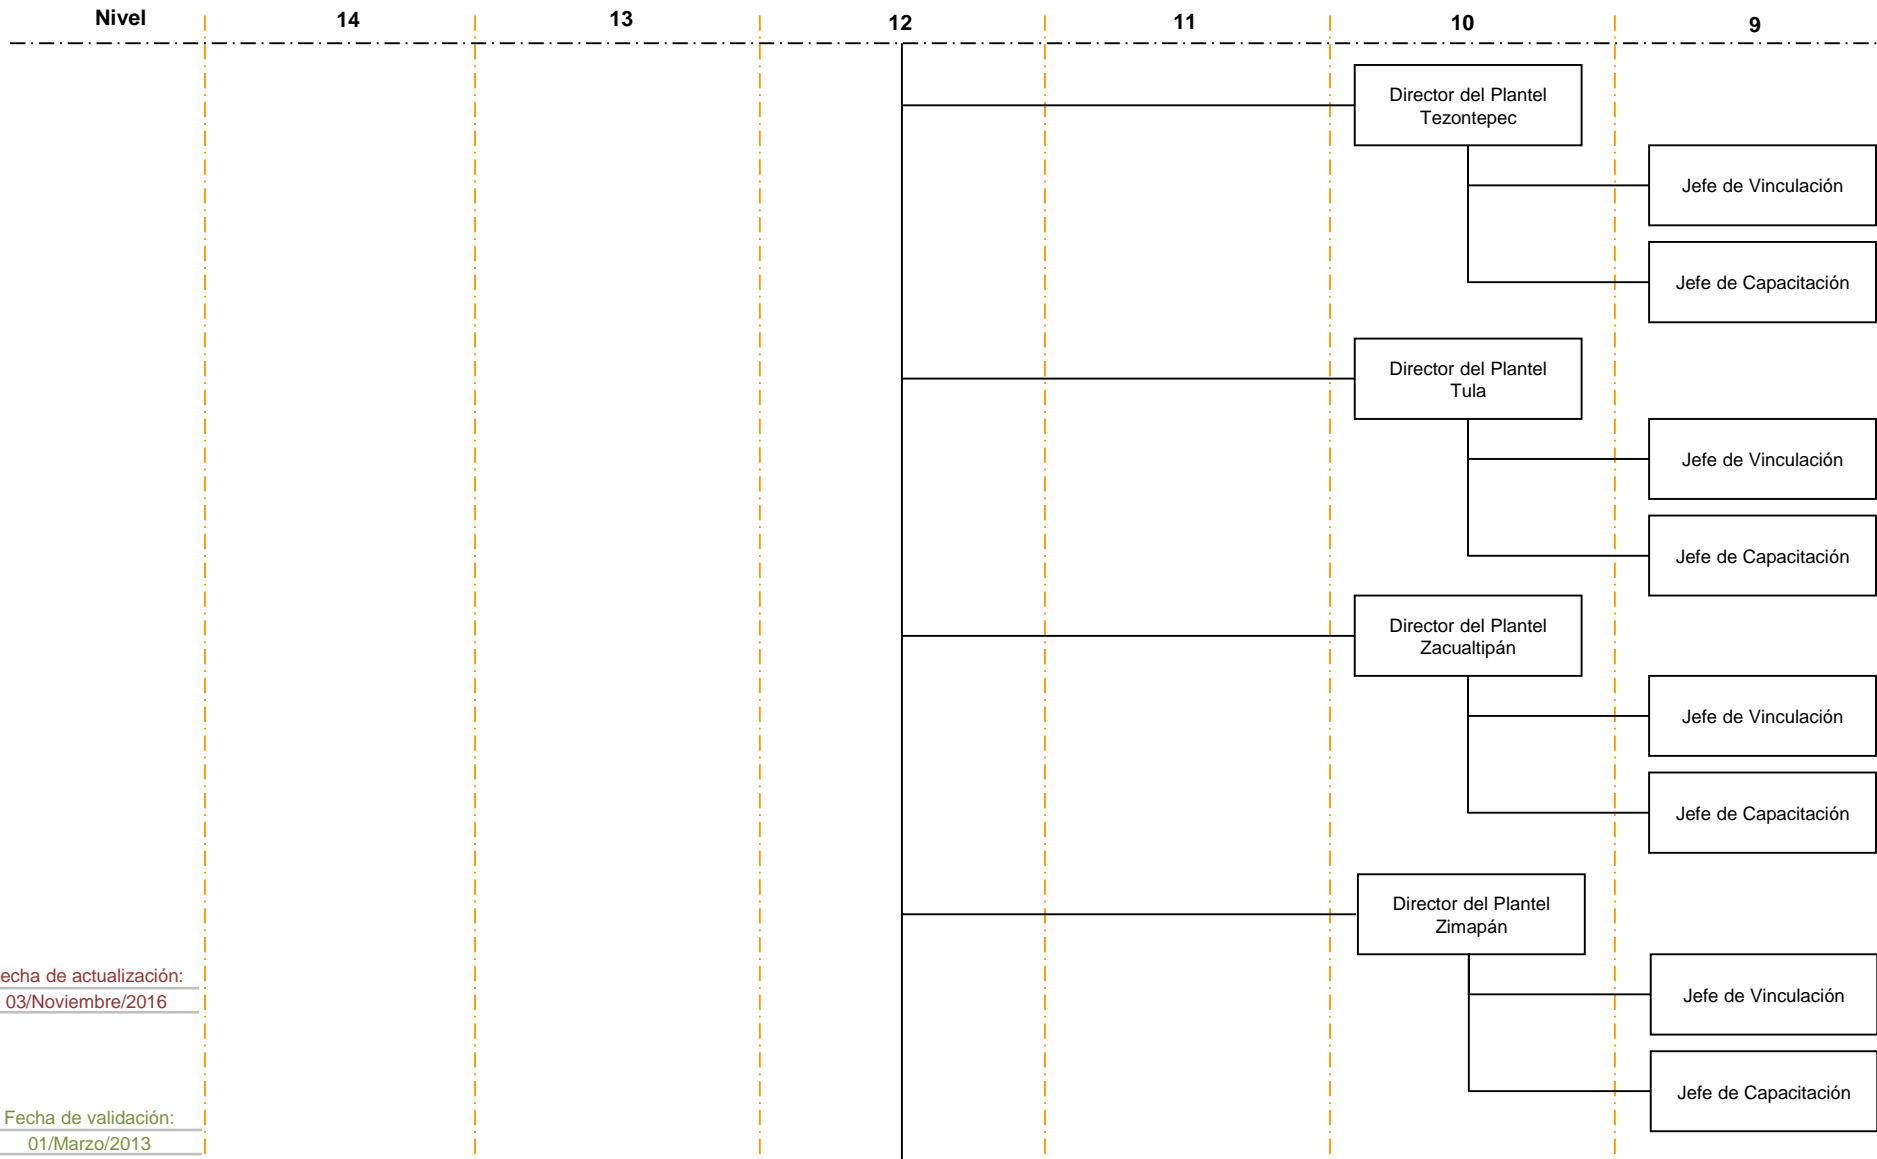 Nivel
14
13
12
11
10
9
Director del Plantel
Tezontepec
Jefe de Vinculación
Jefe de Capacitación
Director del Plantel
Tula
Jefe de Vinculación
Jefe de Capacitación
Director del Plantel
Zacualtipán
Jefe de Vinculación
Jefe de Capacitación
Director del Plantel
Zimapán
Jefe de Vinculación
Jefe de Capacitación
echa de actualización:
03/Noviembre/2016
Fecha de validación:
01/Marzo/2013